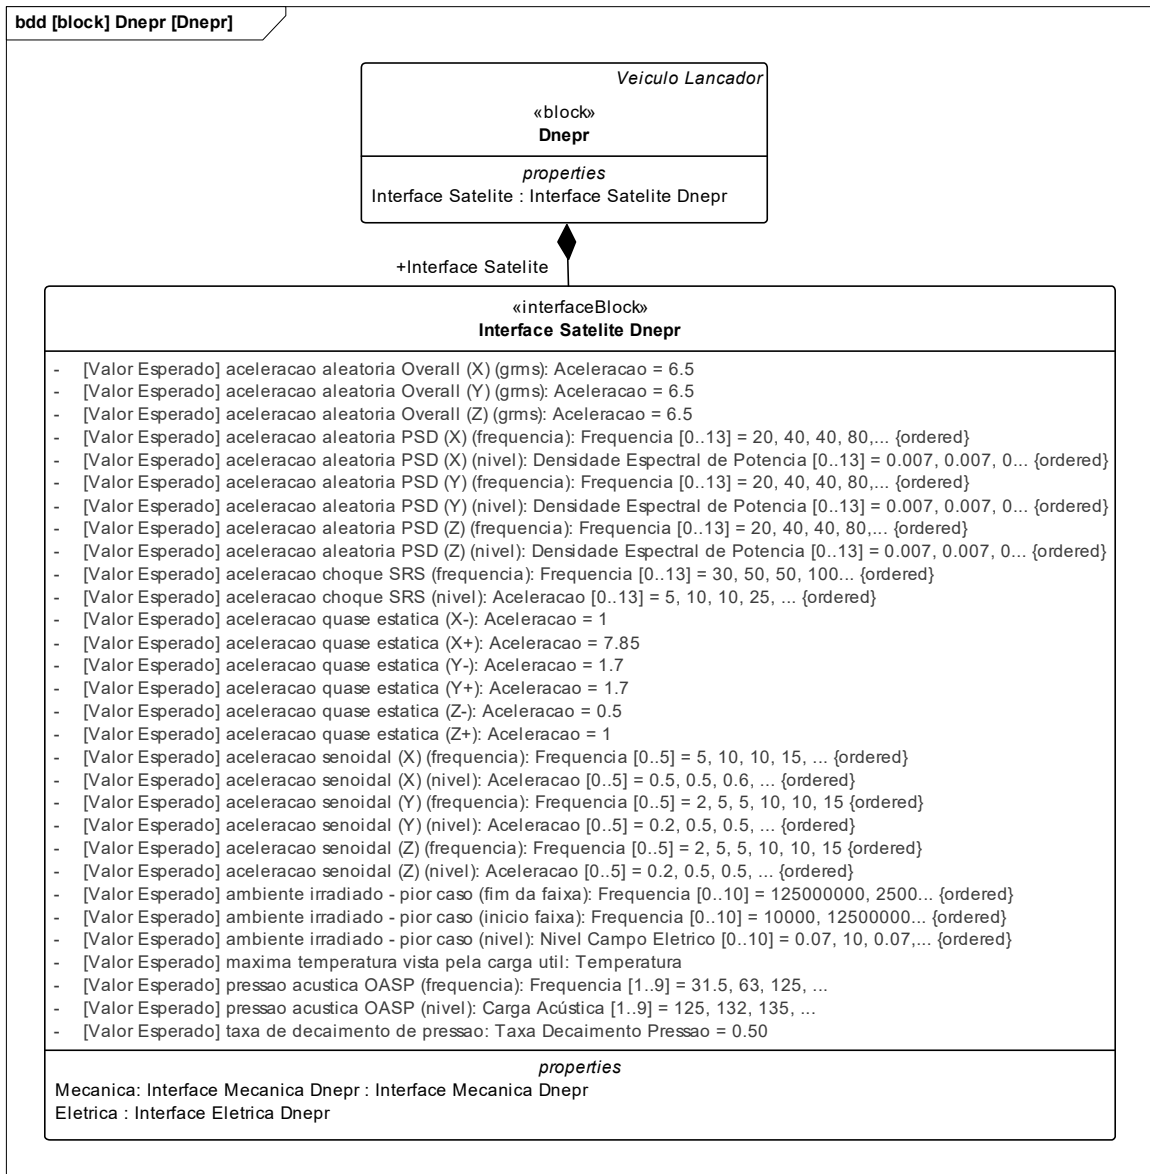 bdd [block] Dnepr [Dnepr]
Veiculo Lancador
«block»
Dnepr
properties
Interface Satelite : Interface Satelite Dnepr
+Interface Satelite
«interfaceBlock»
Interface Satelite Dnepr
- [Valor Esperado] aceleracao aleatoria Overall (X) (grms): Aceleracao = 6.5
- [Valor Esperado] aceleracao aleatoria Overall (Y) (grms): Aceleracao = 6.5
- [Valor Esperado] aceleracao aleatoria Overall (Z) (grms): Aceleracao = 6.5
- [Valor Esperado] aceleracao aleatoria PSD (X) (frequencia): Frequencia [0..13] = 20, 40, 40, 80,... {ordered}
- [Valor Esperado] aceleracao aleatoria PSD (X) (nivel): Densidade Espectral de Potencia [0..13] = 0.007, 0.007, 0... {ordered}
- [Valor Esperado] aceleracao aleatoria PSD (Y) (frequencia): Frequencia [0..13] = 20, 40, 40, 80,... {ordered}
- [Valor Esperado] aceleracao aleatoria PSD (Y) (nivel): Densidade Espectral de Potencia [0..13] = 0.007, 0.007, 0... {ordered}
- [Valor Esperado] aceleracao aleatoria PSD (Z) (frequencia): Frequencia [0..13] = 20, 40, 40, 80,... {ordered}
- [Valor Esperado] aceleracao aleatoria PSD (Z) (nivel): Densidade Espectral de Potencia [0..13] = 0.007, 0.007, 0... {ordered}
- [Valor Esperado] aceleracao choque SRS (frequencia): Frequencia [0..13] = 30, 50, 50, 100... {ordered}
- [Valor Esperado] aceleracao choque SRS (nivel): Aceleracao [0..13] = 5, 10, 10, 25, ... {ordered}
- [Valor Esperado] aceleracao quase estatica (X-): Aceleracao = 1
- [Valor Esperado] aceleracao quase estatica (X+): Aceleracao = 7.85
- [Valor Esperado] aceleracao quase estatica (Y-): Aceleracao = 1.7
- [Valor Esperado] aceleracao quase estatica (Y+): Aceleracao = 1.7
- [Valor Esperado] aceleracao quase estatica (Z-): Aceleracao = 0.5
- [Valor Esperado] aceleracao quase estatica (Z+): Aceleracao = 1
- [Valor Esperado] aceleracao senoidal (X) (frequencia): Frequencia [0..5] = 5, 10, 10, 15, ... {ordered}
- [Valor Esperado] aceleracao senoidal (X) (nivel): Aceleracao [0..5] = 0.5, 0.5, 0.6, ... {ordered}
- [Valor Esperado] aceleracao senoidal (Y) (frequencia): Frequencia [0..5] = 2, 5, 5, 10, 10, 15 {ordered}
- [Valor Esperado] aceleracao senoidal (Y) (nivel): Aceleracao [0..5] = 0.2, 0.5, 0.5, ... {ordered}
- [Valor Esperado] aceleracao senoidal (Z) (frequencia): Frequencia [0..5] = 2, 5, 5, 10, 10, 15 {ordered}
- [Valor Esperado] aceleracao senoidal (Z) (nivel): Aceleracao [0..5] = 0.2, 0.5, 0.5, ... {ordered}
- [Valor Esperado] ambiente irradiado - pior caso (fim da faixa): Frequencia [0..10] = 125000000, 2500... {ordered}
- [Valor Esperado] ambiente irradiado - pior caso (inicio faixa): Frequencia [0..10] = 10000, 12500000... {ordered}
- [Valor Esperado] ambiente irradiado - pior caso (nivel): Nivel Campo Eletrico [0..10] = 0.07, 10, 0.07,... {ordered}
- [Valor Esperado] maxima temperatura vista pela carga util: Temperatura
- [Valor Esperado] pressao acustica OASP (frequencia): Frequencia [1..9] = 31.5, 63, 125, ...
- [Valor Esperado] pressao acustica OASP (nivel): Carga Acústica [1..9] = 125, 132, 135, ...
- [Valor Esperado] taxa de decaimento de pressao: Taxa Decaimento Pressao = 0.50
properties
Mecanica: Interface Mecanica Dnepr : Interface Mecanica Dnepr
Eletrica : Interface Eletrica Dnepr